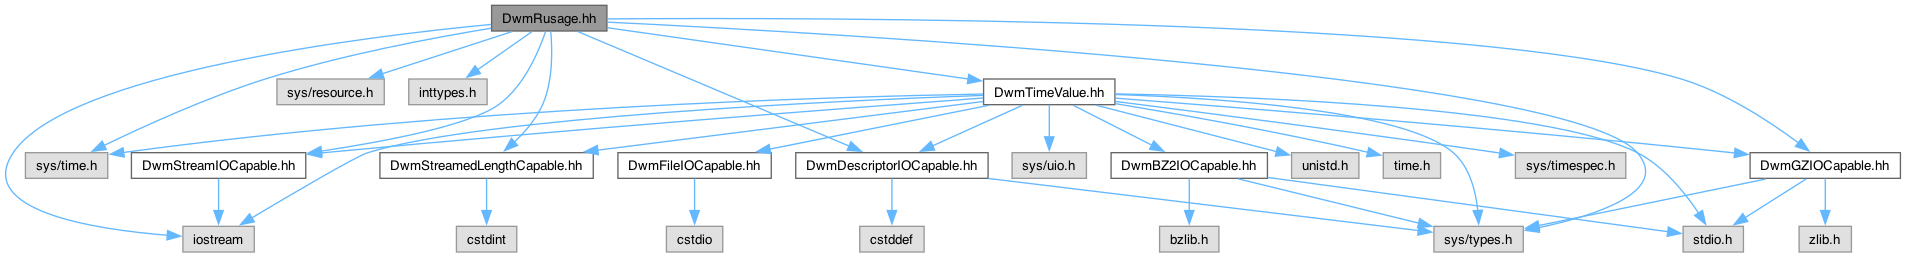 DwmRusage.hh
sys/resource.h
inttypes.h
DwmTimeValue.hh
sys/time.h
DwmStreamIOCapable.hh
DwmStreamedLengthCapable.hh
DwmFileIOCapable.hh
DwmDescriptorIOCapable.hh
sys/uio.h
DwmBZ2IOCapable.hh
unistd.h
time.h
sys/timespec.h
DwmGZIOCapable.hh
iostream
cstdint
cstdio
cstddef
bzlib.h
sys/types.h
stdio.h
zlib.h